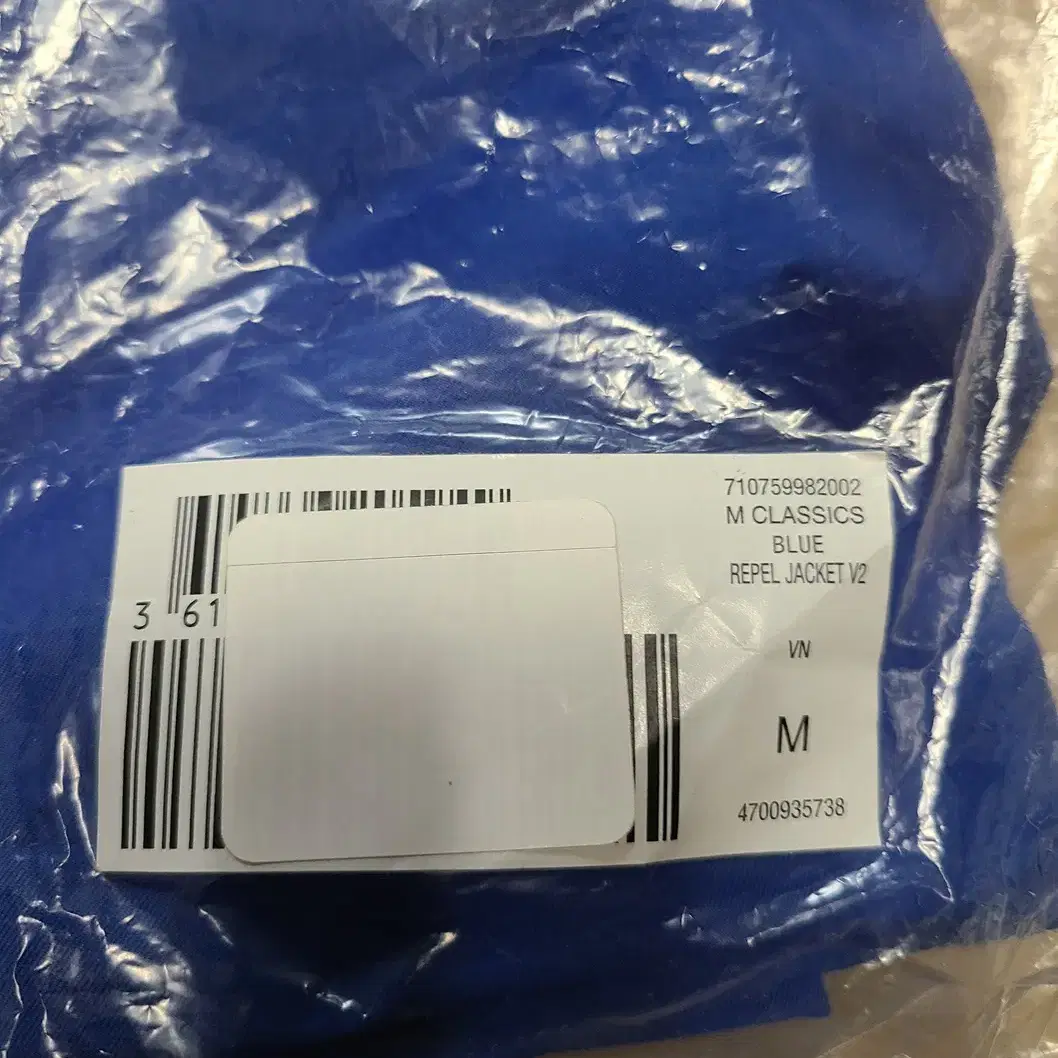 710759982002
M CLASSICS
BLUE
REPEL JACKET V2
3 61
VN
M
4700935738